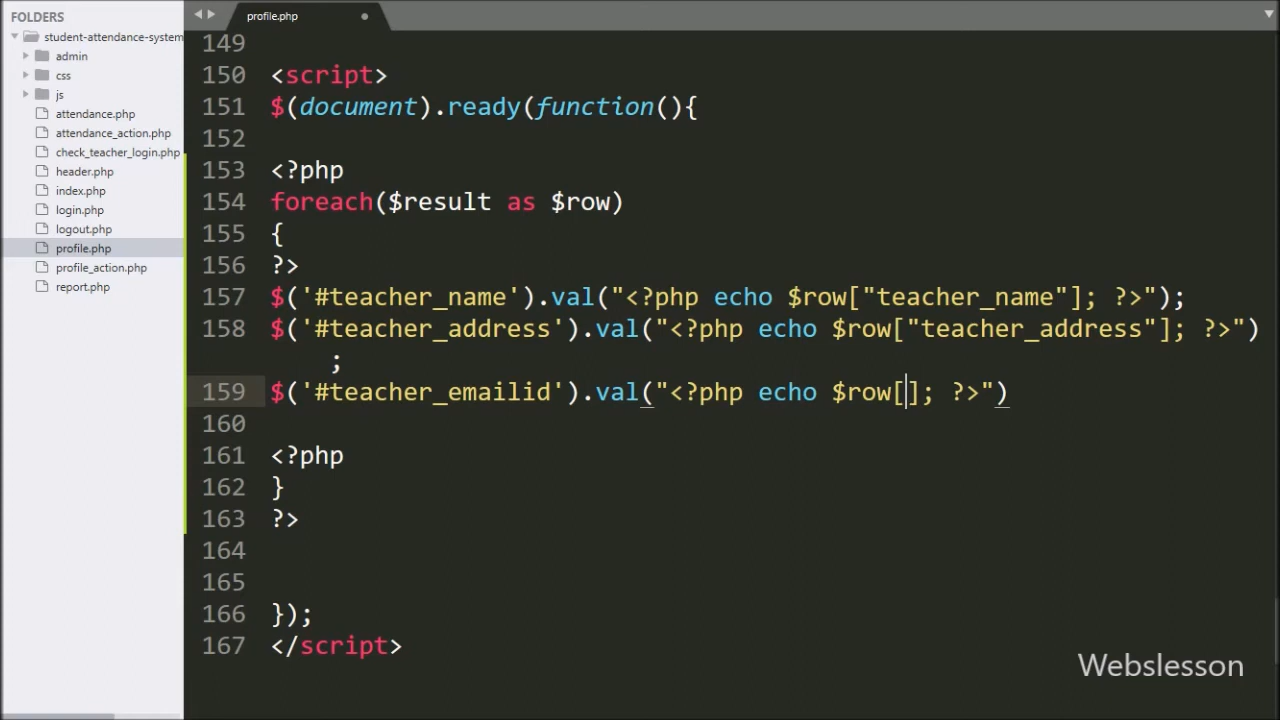 FOLDERS
student-attendance-system
admin
css
js
attendance.php
attendance_action.php
check_teacher_login.php
header.php
index.php
login.php
logout.php
profile.php
profile_action.php
report.php
profile.php
149
150 <script>
151 $(document).ready(function(){
152
153 <?php
154 foreach($result as $row)
155 {
156 ?>
157 $('#teacher_name').val("<?php echo $row["teacher_name"]; ?>");
158 $('#teacher_address').val("<?php echo $row["teacher_address"]; ?>")
;
159 $('#teacher_emailid').val("<?php echo $row[]; ?>")
160
161 <?php
162 }
163 ?>
164
165
166 });
167 </script>
Webslesson